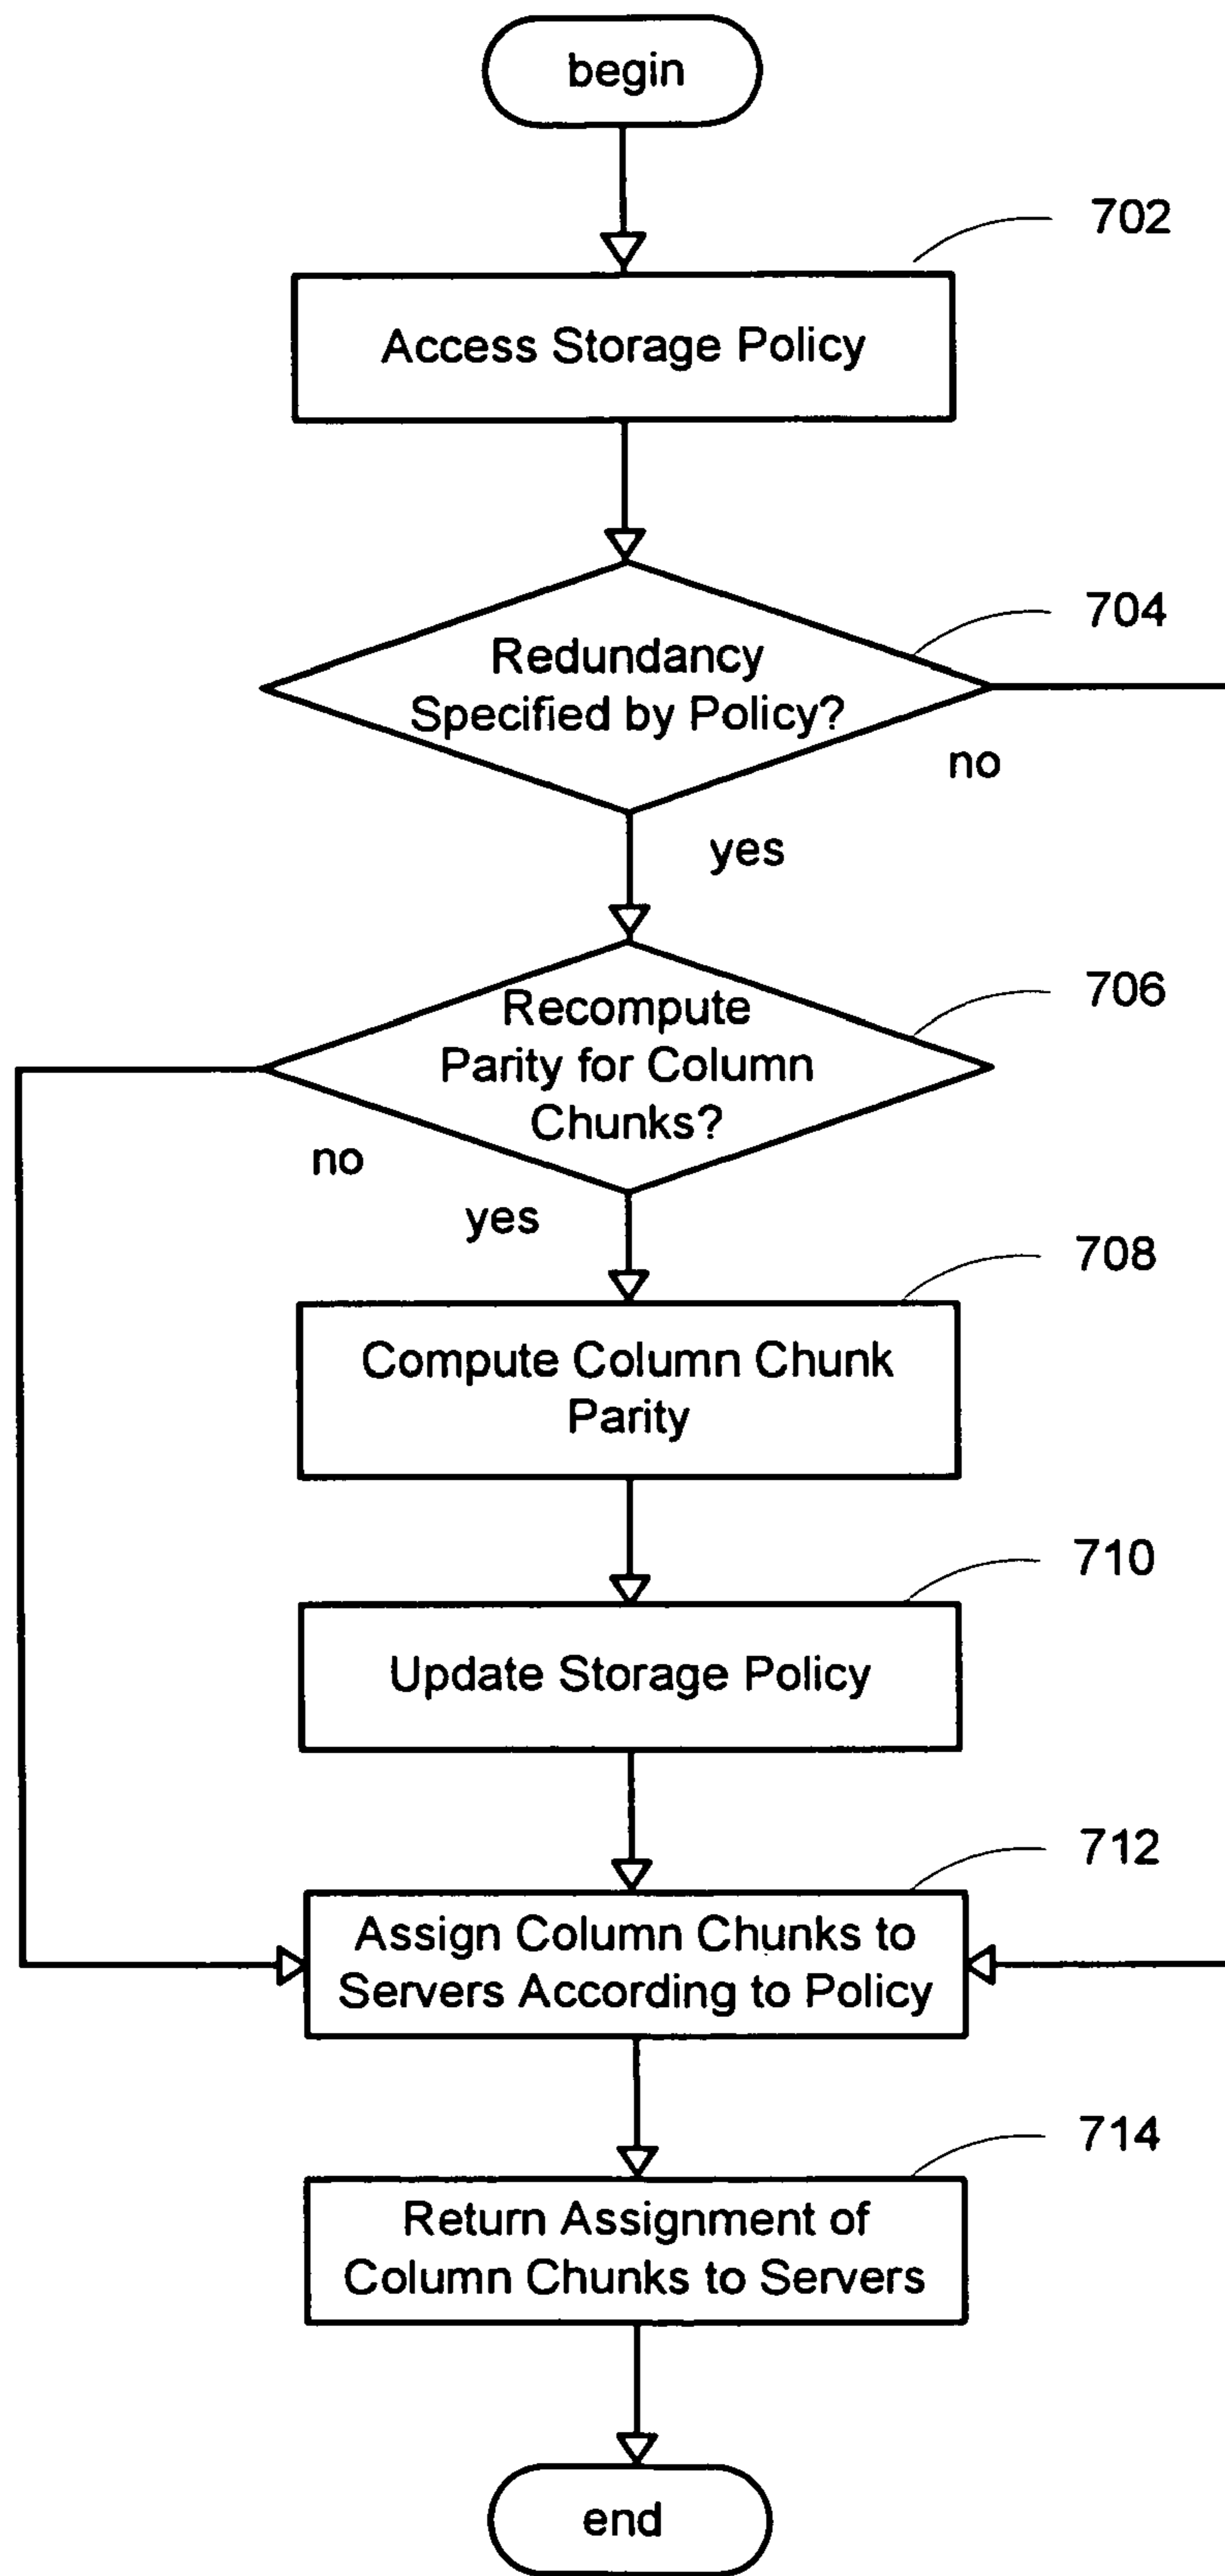 begin
702
Access Storage Policy
704
Redundancy
Specified by Policy?
no
yes
706
Recompute
Parity for Column
Chunks?
no
yes
708
Compute Column Chunk
Parity
710
Update Storage Policy
712
Assign Column Chunks to
Servers According to Policy
714
Return Assignment of
Column Chunks to Servers
end